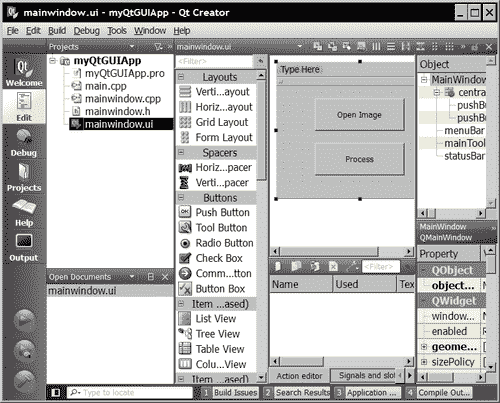 mainwindow.ui - myQtGUIApp - Qt Creator
File Edit Build Debug Tools Window Help
Projects
mainwindow.ui
Qt
Welcome
Edit
Debug
Projects
Help
Output
myQtGUIApp
myQtGUIApp.pro
main.cpp
mainwindow.cpp
mainwindow.h
mainwindow.ui
Open Documents
mainwindow.ui
<Filter>
Layouts
Verti...ayout
Horiz...ayout
Grid Layout
Form Layout
Spacers
Horiz...pacer
Verti...pacer
Buttons
Push Button
Tool Button
Radio Button
Check Box
Comm...tton
Button Box
Item ...ased)
List View
Tree View
Table View
Colu...View
Item ...ased)
Type Here
Open Image
Process
<Filter>
Name Used Tex
Action editor Signals and slot
Object
MainWindow
centra
pushBu
pushBu
menuBar
mainTool
statusBar
MainWindow
QMainWindow
Property
QObject
object...
QWidget
window...
enabled
geome...
sizePolicy
Type to locate
1 Build Issues 2 Search Results 3 Application ... 4 Compile Out...